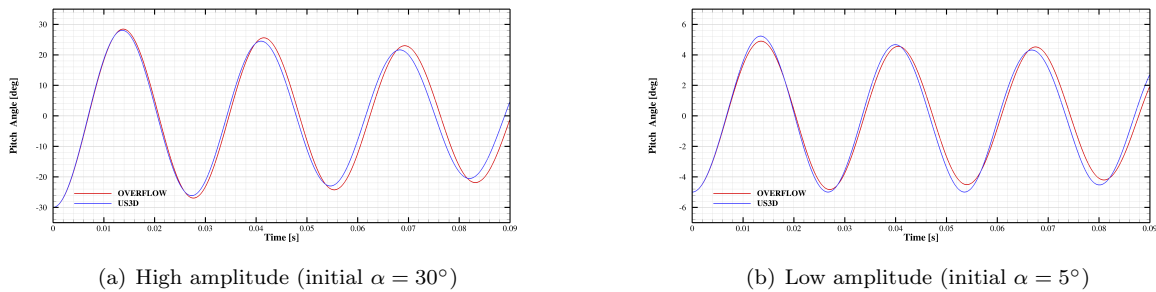 30
20
10
0
-10
-20
-30
Pitch Angle [deg]
OVERFLOW
US3D
0 0.01 0.02 0.03 0.04 0.05 0.06 0.07 0.08 0.09
Time [s]
(a) High amplitude (initial α = 30°)
6
4
2
0
-2
-4
-6
Pitch Angle [deg]
OVERFLOW
US3D
0 0.01 0.02 0.03 0.04 0.05 0.06 0.07 0.08 0.09
Time [s]
(b) Low amplitude (initial α = 5°)